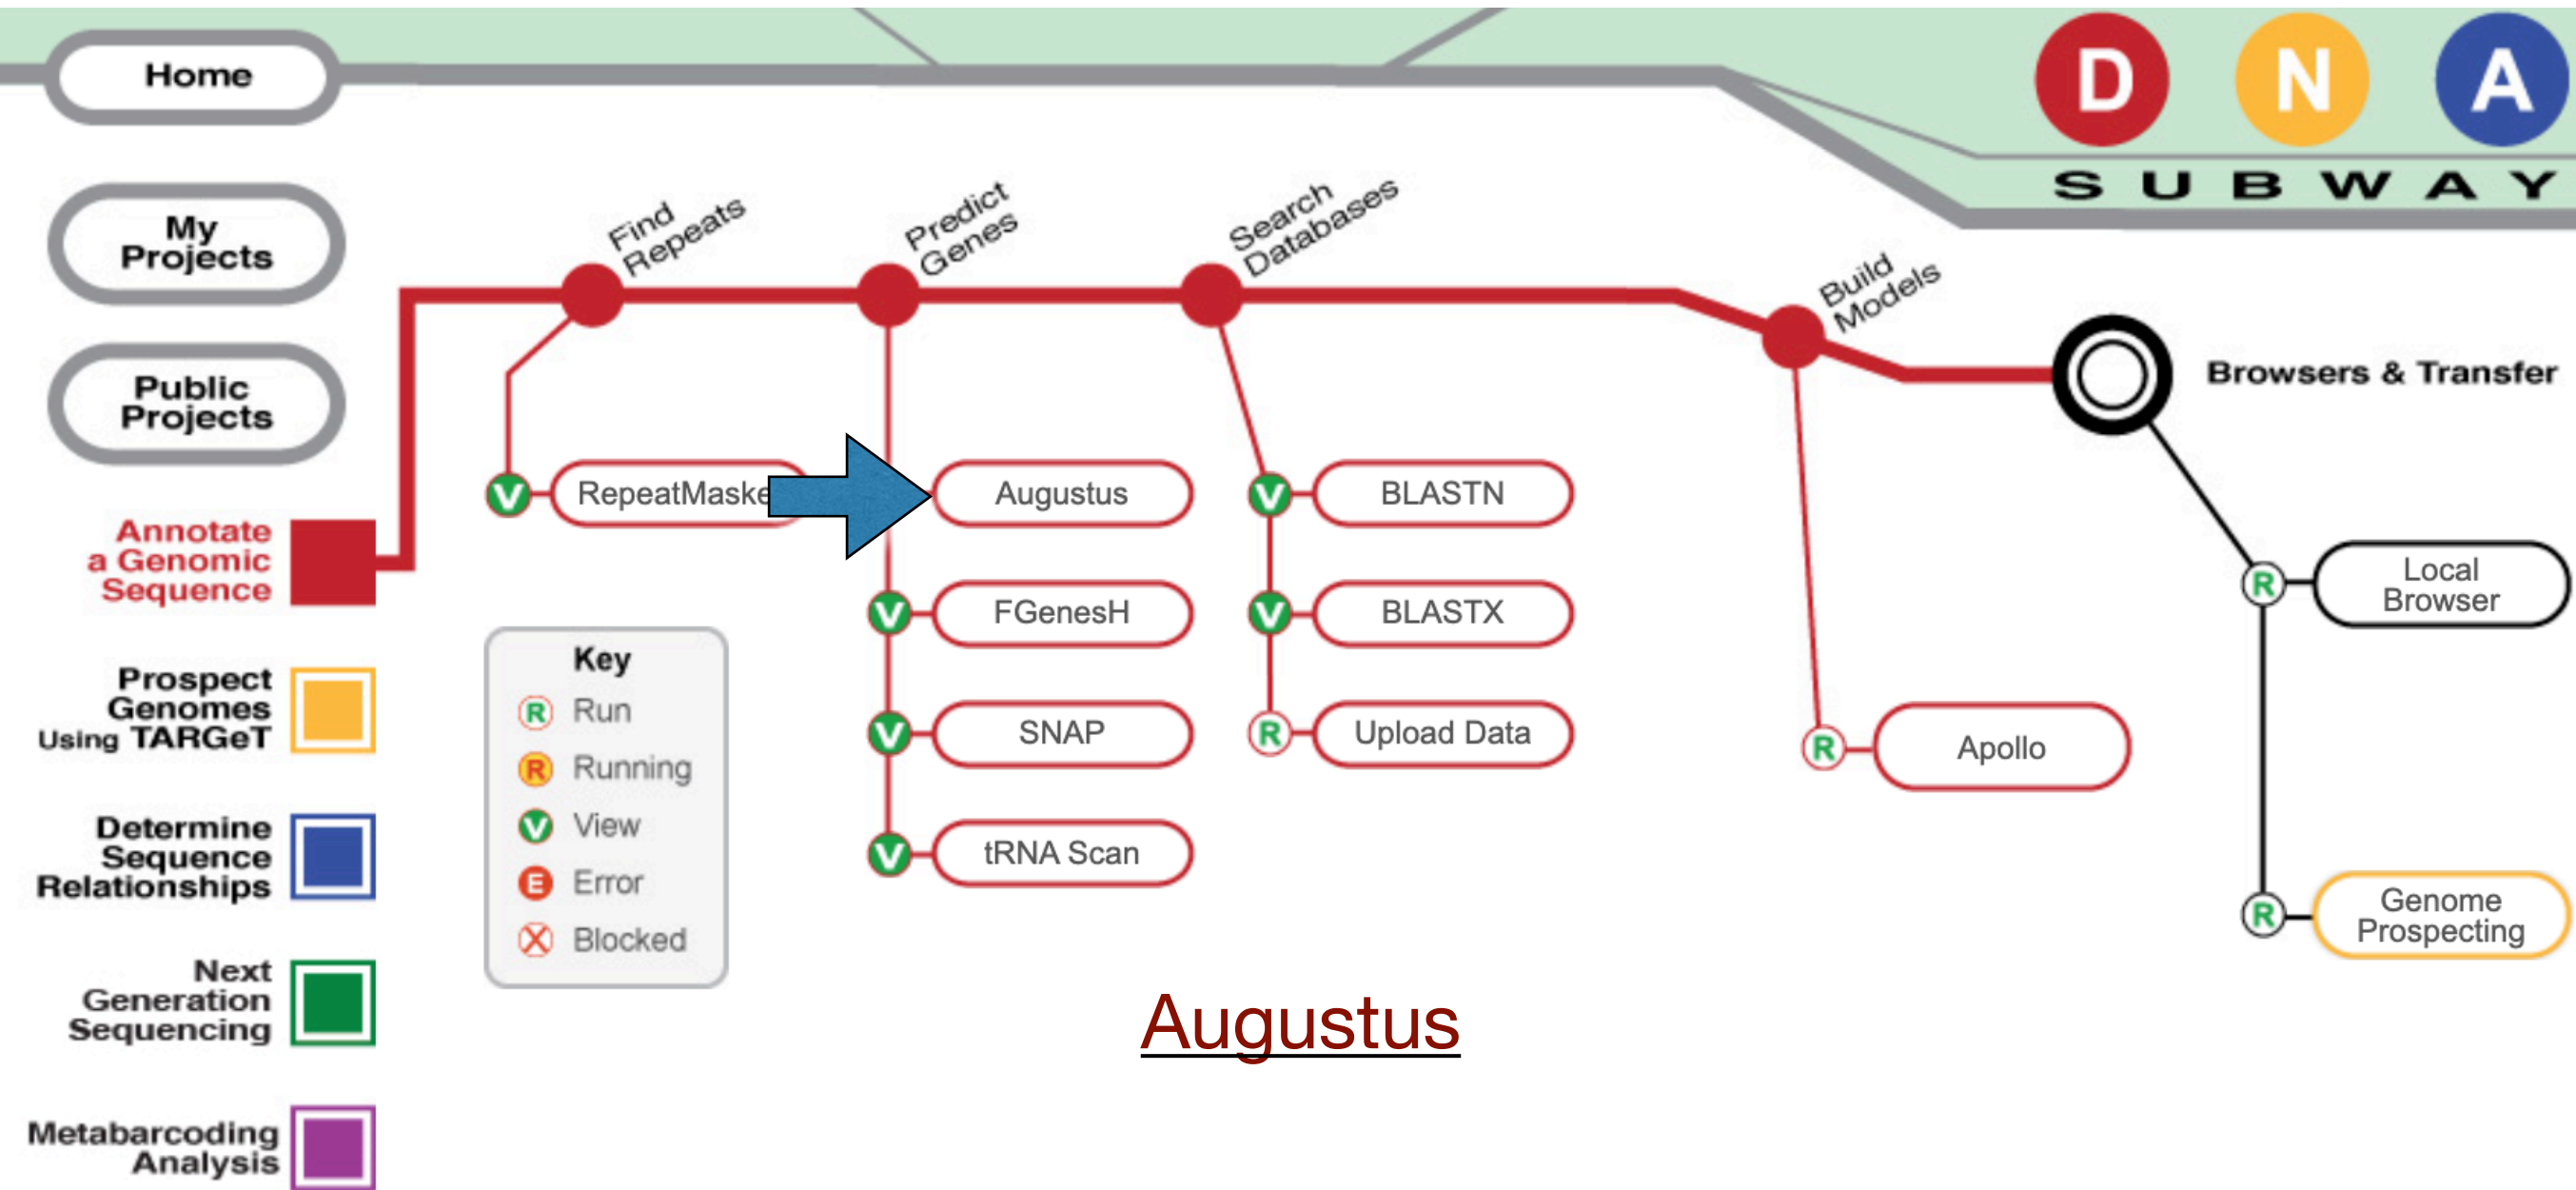 Home
D N A
SUBWAY
My
Projects
Public
Projects
Find
Repeats
Predict
Genes
Search
Databases
Build
Models
Browsers & Transfer
V RepeatMaske
Augustus
V BLASTN
V FGenesH
V BLASTX
V SNAP
R Upload Data
V tRNA Scan
R Apollo
R Local
Browser
R Genome
Prospecting
Annotate
a Genomic
Sequence
Prospect
Genomes
Using TARGeT
Determine
Sequence
Relationships
Next
Generation
Sequencing
Metabarcoding
Analysis
Key
R Run
R Running
V View
E Error
X Blocked
Augustus